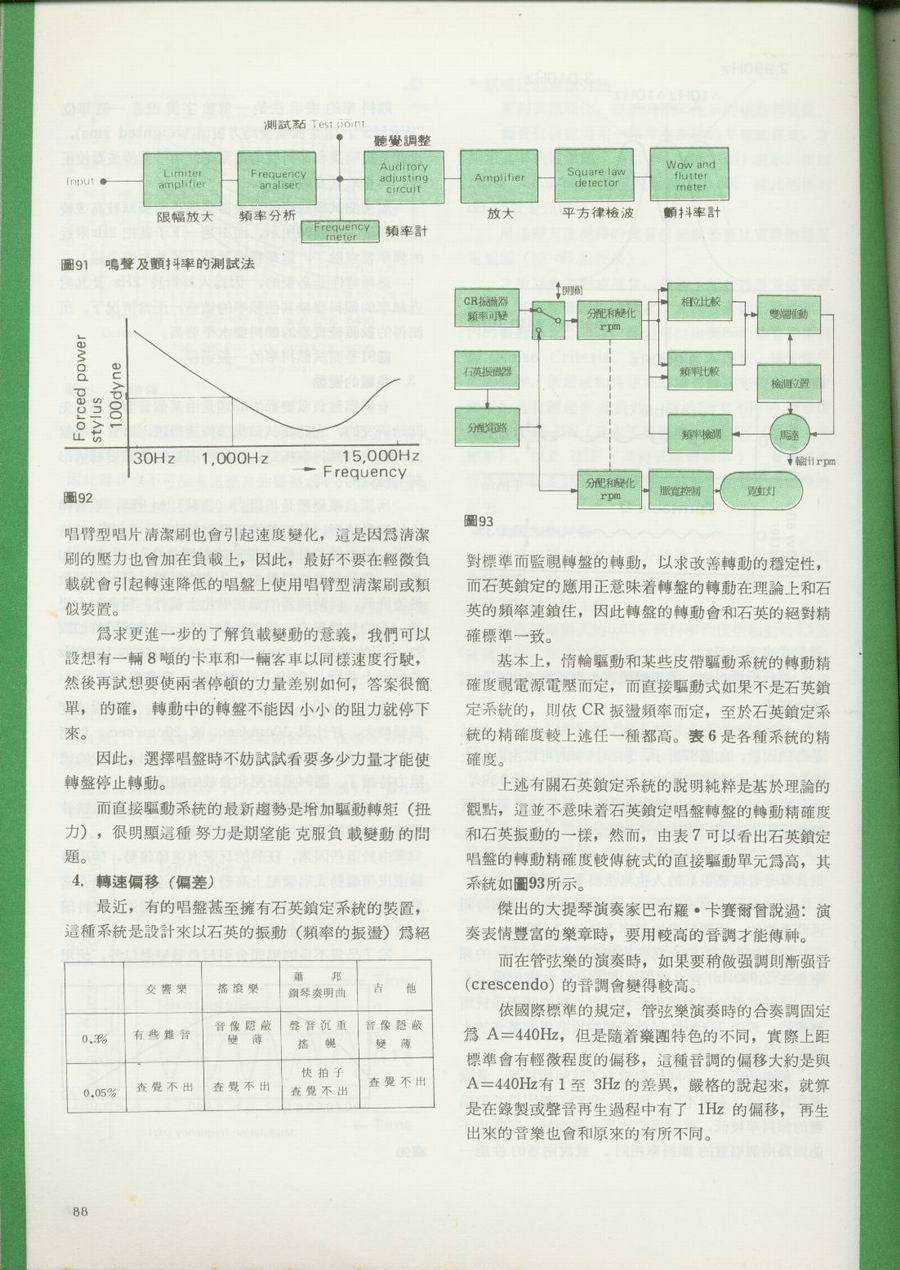 測試點 Test point
聽覺調整
Input
Limiter
amplifier
Frequency
analiser
Auditory
adjusting
circuit
Amplifier
Square law
detector
Wow and
flutter
meter
限幅放大
頻率分析
Frequency
meter
頻率計
放大
平方律檢波
顫抖率計
圖91 鳴聲及顫抖率的測試法
Forced power
stylus
100dyne
30Hz
1,000Hz
15,000Hz
Frequency
圖92
唱臂型唱片清潔刷也會引起速度變化，這是因爲清潔
刷的壓力也會加在負載上，因此，最好不要在輕微負
載就會引起轉速降低的唱盤上使用唱臂型清潔刷或類
似裝置。
爲求更進一步的了解負載變動的意義，我們可以
設想有一輛8噸的卡車和一輛客車以同樣速度行駛，
然後再試想要使兩者停頓的力量差別如何，答案很簡
單，的確，轉動中的轉盤不能因小小的阻力就停下
來。
因此，選擇唱盤時不妨試試看要多少力量才能使
轉盤停止轉動。
而直接驅動系統的最新趨勢是增加驅動轉矩（扭
力），很明顯這種努力是期望能克服負載變動的問
題。
4. 轉速偏移（偏差）
最近，有的唱盤甚至擁有石英鎖定系統的裝置，
這種系統是設計來以石英的振動（頻率的振盪）爲絕
交響樂
搖滾樂
蕭邦
鋼琴奏明曲
吉他
0.3%
有些雜音
音像隱蔽
變薄
聲音沉重
搖幌
音像隱蔽
變薄
0.05%
查覺不出
查覺不出
快拍子
查覺不出
查覺不出
88
開關
CR振盪器
頻率可變
分配和變化
rpm
相位比較
雙端推動
石英振盪器
頻率比較
檢測位置
分配電路
頻率檢測
馬達
輸出rpm
分配和變化
rpm
脈寬控制
霓虹灯
圖93
對標準而監視轉盤的轉動，以求改善轉動的穩定性，
而石英鎖定的應用正意味着轉盤的轉動在理論上和石
英的頻率連鎖住，因此轉盤的轉動會和石英的絕對精
確標準一致。
基本上，惰輪驅動和某些皮帶驅動系統的轉動精
確度視電源電壓而定，而直接驅動式如果不是石英鎖
定系統的，則依 CR 振盪頻率而定，至於石英鎖定系
統的精確度較上述任一種都高。表6是各種系統的精
確度。
上述有關石英鎖定系統的說明純粹是基於理論的
觀點，這並不意味着石英鎖定唱盤轉盤的轉動精確度
和石英振動的一樣，然而，由表7可以看出石英鎖定
唱盤的轉動精確度較傳統式的直接驅動單元爲高，其
系統如圖93所示。
傑出的大提琴演奏家巴布羅•卡賽爾曾說過：演
奏表情豐富的樂章時，要用較高的音調才能傳神。
而在管弦樂的演奏時，如果要稍做强調則漸强音
(crescendo) 的音調會變得較高。
依國際標準的規定，管弦樂演奏時的合奏調固定
爲 A=440Hz，但是隨着樂團特色的不同，實際上距
標準會有輕微程度的偏移，這種音調的偏移大約是與
A=440Hz有1至 3Hz的差異，嚴格的說起來，就算
是在錄製或聲音再生過程中有了 1Hz 的偏移，再生
出來的音樂也會和原來的有所不同。